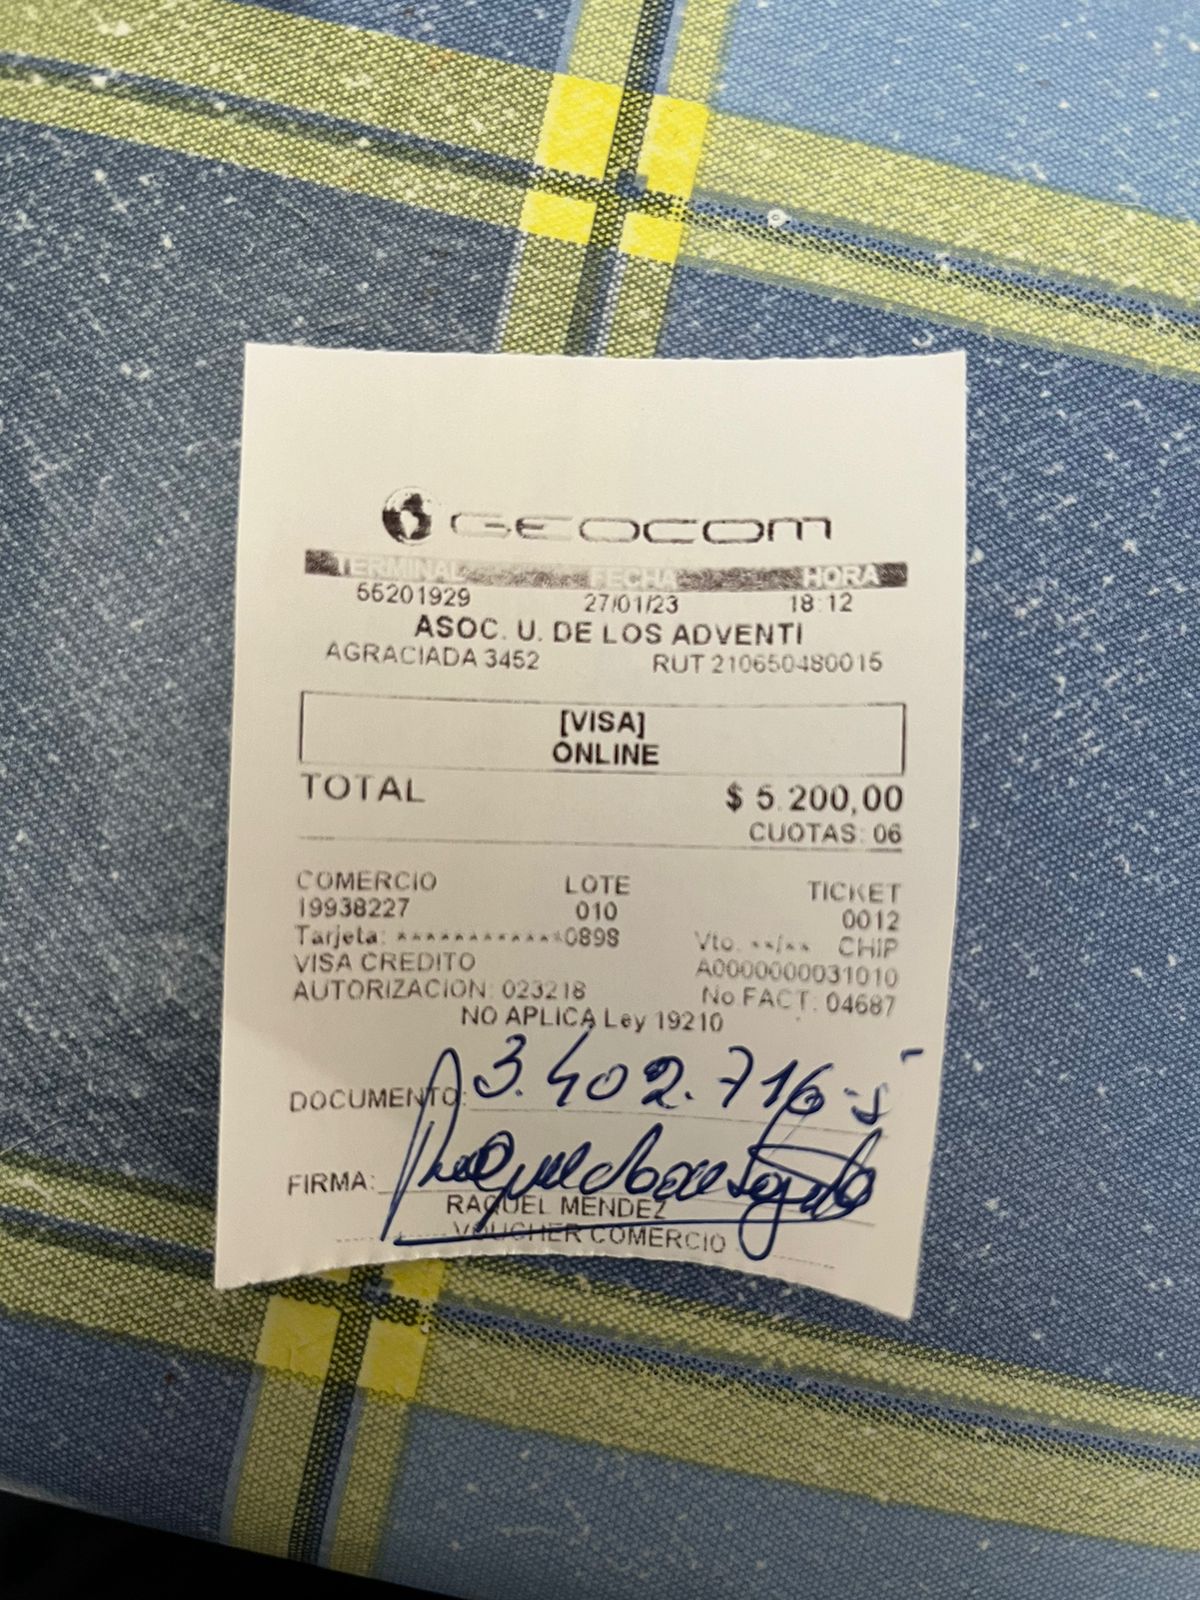 GEOCOM
TERMINAL FECHA HORA
55201929 27/01/23 18:12
ASOC. U. DE LOS ADVENTI
AGRACIADA 3452 RUT 210650480015
[VISA]
ONLINE
TOTAL $ 5.200,00
CUOTAS: 06
COMERCIO LOTE TICKET
19938227 010 0012
Tarjeta: ************0898 Vto. **/** CHIP
VISA CREDITO A0000000031010
AUTORIZACION: 023218 No.FACT: 04687
NO APLICA Ley 19210
DOCUMENTO: 3.402.716-5
FIRMA:
RAQUEL MENDEZ
VOUCHER COMERCIO